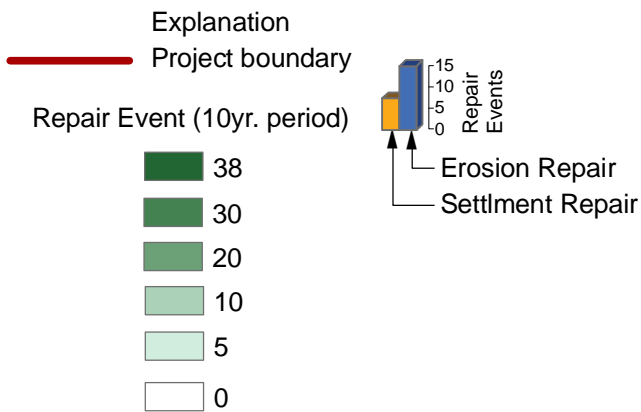 Explanation
Project boundary
Repair Event (10yr. period)
38
30
20
10
5
0
15
10
5
0
Repair
Events
Erosion Repair
Settlment Repair